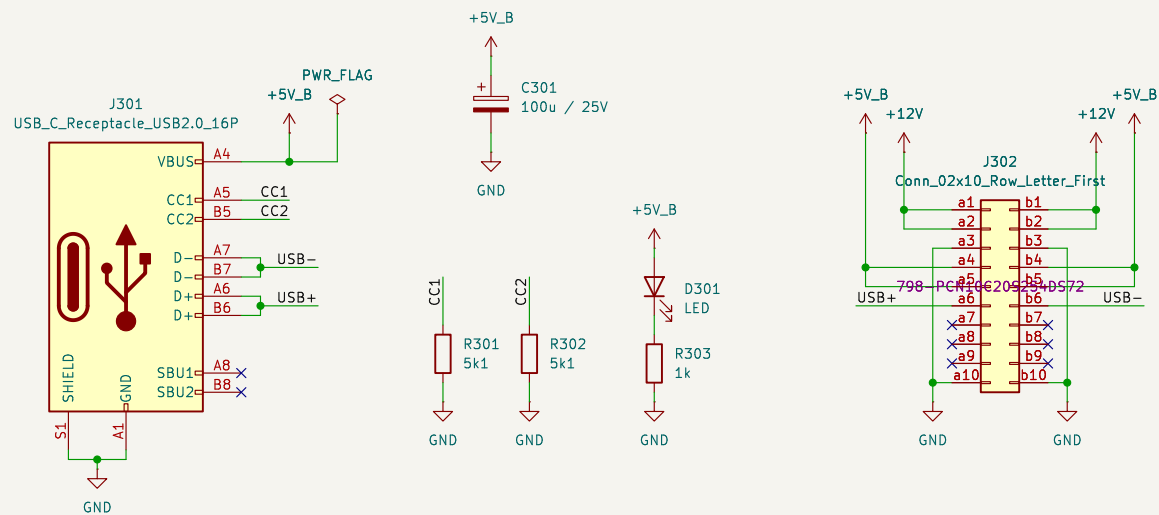 +5V_B
PWR_FLAG
+5V_B
J301
USB_C_Receptacle_USB2.0_16P
VBUS
A4
CC1
A5
CC1
CC2
B5
CC2
D-
A7
D-
B7
USB-
D+
A6
D+
B6
USB+
SBU1
A8
SBU2
B8
SHIELD
GND
S1
A1
GND
+
C301
100u / 25V
GND
CC1
R301
5k1
GND
CC2
R302
5k1
GND
+5V_B
D301
LED
R303
1k
GND
+5V_B
+12V
+12V
+5V_B
J302
Conn_02x10_Row_Letter_First
a1
b1
a2
b2
a3
b3
a4
b4
a5
b5
798-PCN10C20S254DS72
USB+
a6
b6
USB-
a7
b7
a8
b8
a9
b9
a10
b10
GND
GND